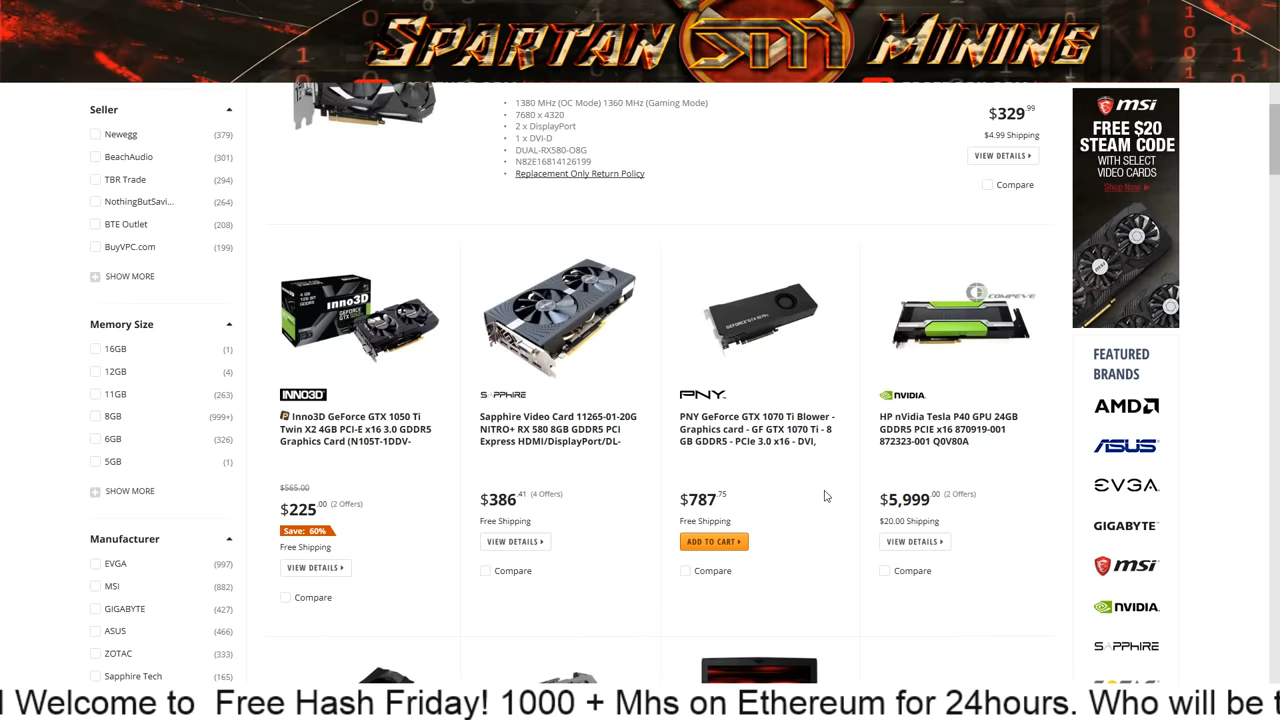 SPARTAN SM MINING
Seller
Newegg (379)
BeachAudio (301)
TBR Trade (294)
NothingButSavi... (264)
BTE Outlet (208)
BuyVPC.com (199)
SHOW MORE
Memory Size
16GB (1)
12GB (4)
11GB (263)
8GB (999+)
6GB (326)
5GB (1)
SHOW MORE
Manufacturer
EVGA (997)
MSI (882)
GIGABYTE (427)
ASUS (466)
ZOTAC (333)
Sapphire Tech (165)
1380 MHz (OC Mode) 1360 MHz (Gaming Mode)
7680 x 4320
2 x DisplayPort
1 x DVI-D
DUAL-RX580-O8G
N82E16814126199
Replacement Only Return Policy
$329.99
$4.99 Shipping
VIEW DETAILS
Compare
INNO3D
Inno3D GeForce GTX 1050 Ti
Twin X2 4GB PCI-E x16 3.0 GDDR5
Graphics Card (N105T-1DDV-
$565.00
$225.00 (2 Offers)
Save: 60%
Free Shipping
VIEW DETAILS
Compare
SAPPHIRE
Sapphire Video Card 11265-01-20G
NITRO+ RX 580 8GB GDDR5 PCI
Express HDMI/DisplayPort/DL-
$386.41 (4 Offers)
Free Shipping
VIEW DETAILS
Compare
PNY
PNY GeForce GTX 1070 Ti Blower -
Graphics card - GF GTX 1070 Ti - 8
GB GDDR5 - PCIe 3.0 x16 - DVI,
$787.75
Free Shipping
ADD TO CART
Compare
COMPEVE
NVIDIA.
HP nVidia Tesla P40 GPU 24GB
GDDR5 PCIE x16 870919-001
872323-001 Q0V80A
$5,999.00 (2 Offers)
$20.00 Shipping
VIEW DETAILS
Compare
msi
FREE $20
STEAM CODE
WITH SELECT
VIDEO CARDS
Shop Now
FEATURED
BRANDS
AMD
ASUS
EVGA
GIGABYTE
msi
NVIDIA.
SAPPHIRE
Welcome to Free Hash Friday! 1000 + Mhs on Ethereum for 24hours. Who will be t